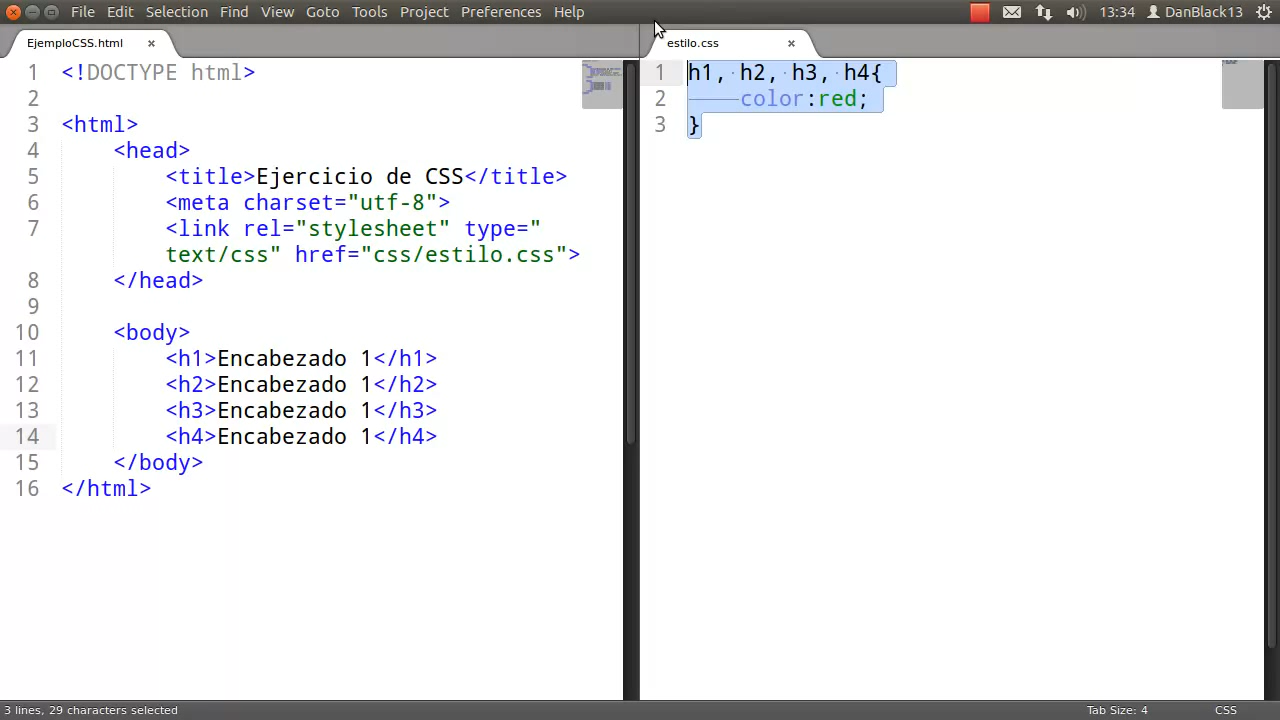 File Edit Selection Find View Goto Tools Project Preferences Help 13:34 DanBlack13
EjemploCSS.html
estilo.css
1 <!DOCTYPE html>
2
3 <html>
4 <head>
5 <title>Ejercicio de CSS</title>
6 <meta charset="utf-8">
7 <link rel="stylesheet" type="
text/css" href="css/estilo.css">
8 </head>
9
10 <body>
11 <h1>Encabezado 1</h1>
12 <h2>Encabezado 1</h2>
13 <h3>Encabezado 1</h3>
14 <h4>Encabezado 1</h4>
15 </body>
16 </html>
1 h1, h2, h3, h4{
2 color:red;
3 }
3 lines, 29 characters selected
Tab Size: 4 CSS